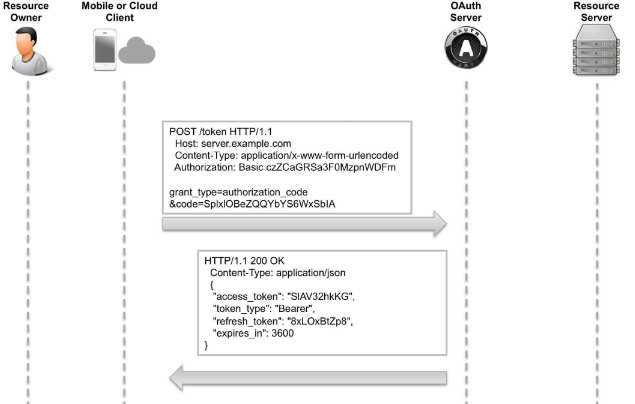 Resource
Owner
Mobile or Cloud
Client
OAuth
Server
Resource
Server
OAUTH
A
POST /token HTTP/1.1
Host: server.example.com
Content-Type: application/x-www-form-urlencoded
Authorization: Basic czZCaGRSa3F0MzpnWDFm
grant_type=authorization_code
&code=SplxlOBeZQQYbYS6WxSbIA
HTTP/1.1 200 OK
Content-Type: application/json
{
"access_token": "SlAV32hkKG",
"token_type": "Bearer",
"refresh_token": "8xLOxBtZp8",
"expires_in": 3600
}